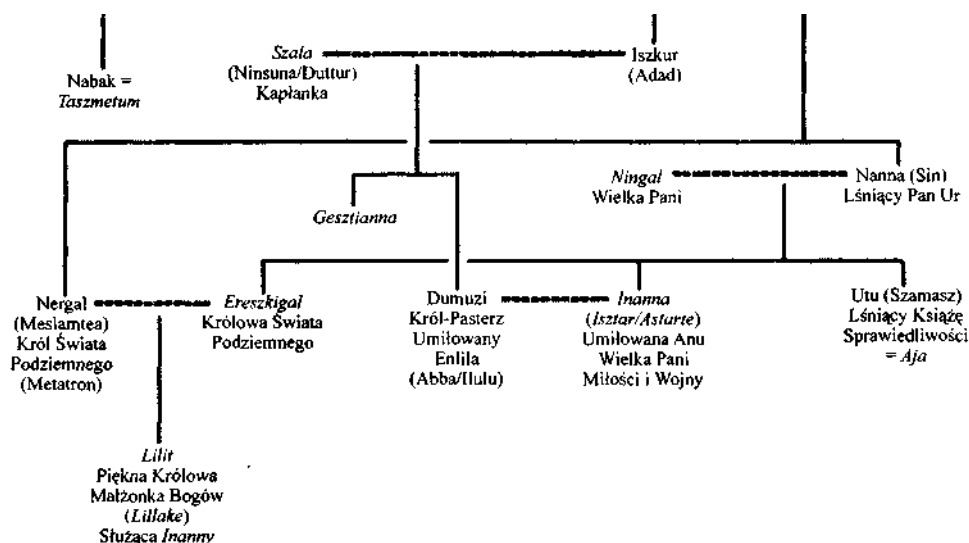 Szala
(Ninsuna/Duttur)
Kapłanka
Iszkur
(Adad)
Nabak =
Taszmetum
Ningal
Wielka Pani
Nanna (Sin)
Lśniący Pan Ur
Gesztianna
Nergal
(Meslamtea)
Król Świata
Podziemnego
(Metatron)
Ereszkigal
Królowa Świata
Podziemnego
Dumuzi
Król-Pasterz
Umiłowany
Enlila
(Abba/Ilulu)
Inanna
(Isztar/Astarte)
Umiłowana Anu
Wielka Pani
Miłości i Wojny
Utu (Szamasz)
Lśniący Książę
Sprawiedliwości
= Aja
Lilit
Piękna Królowa
Małżonka Bogów
(Lillake)
Służąca Inanny